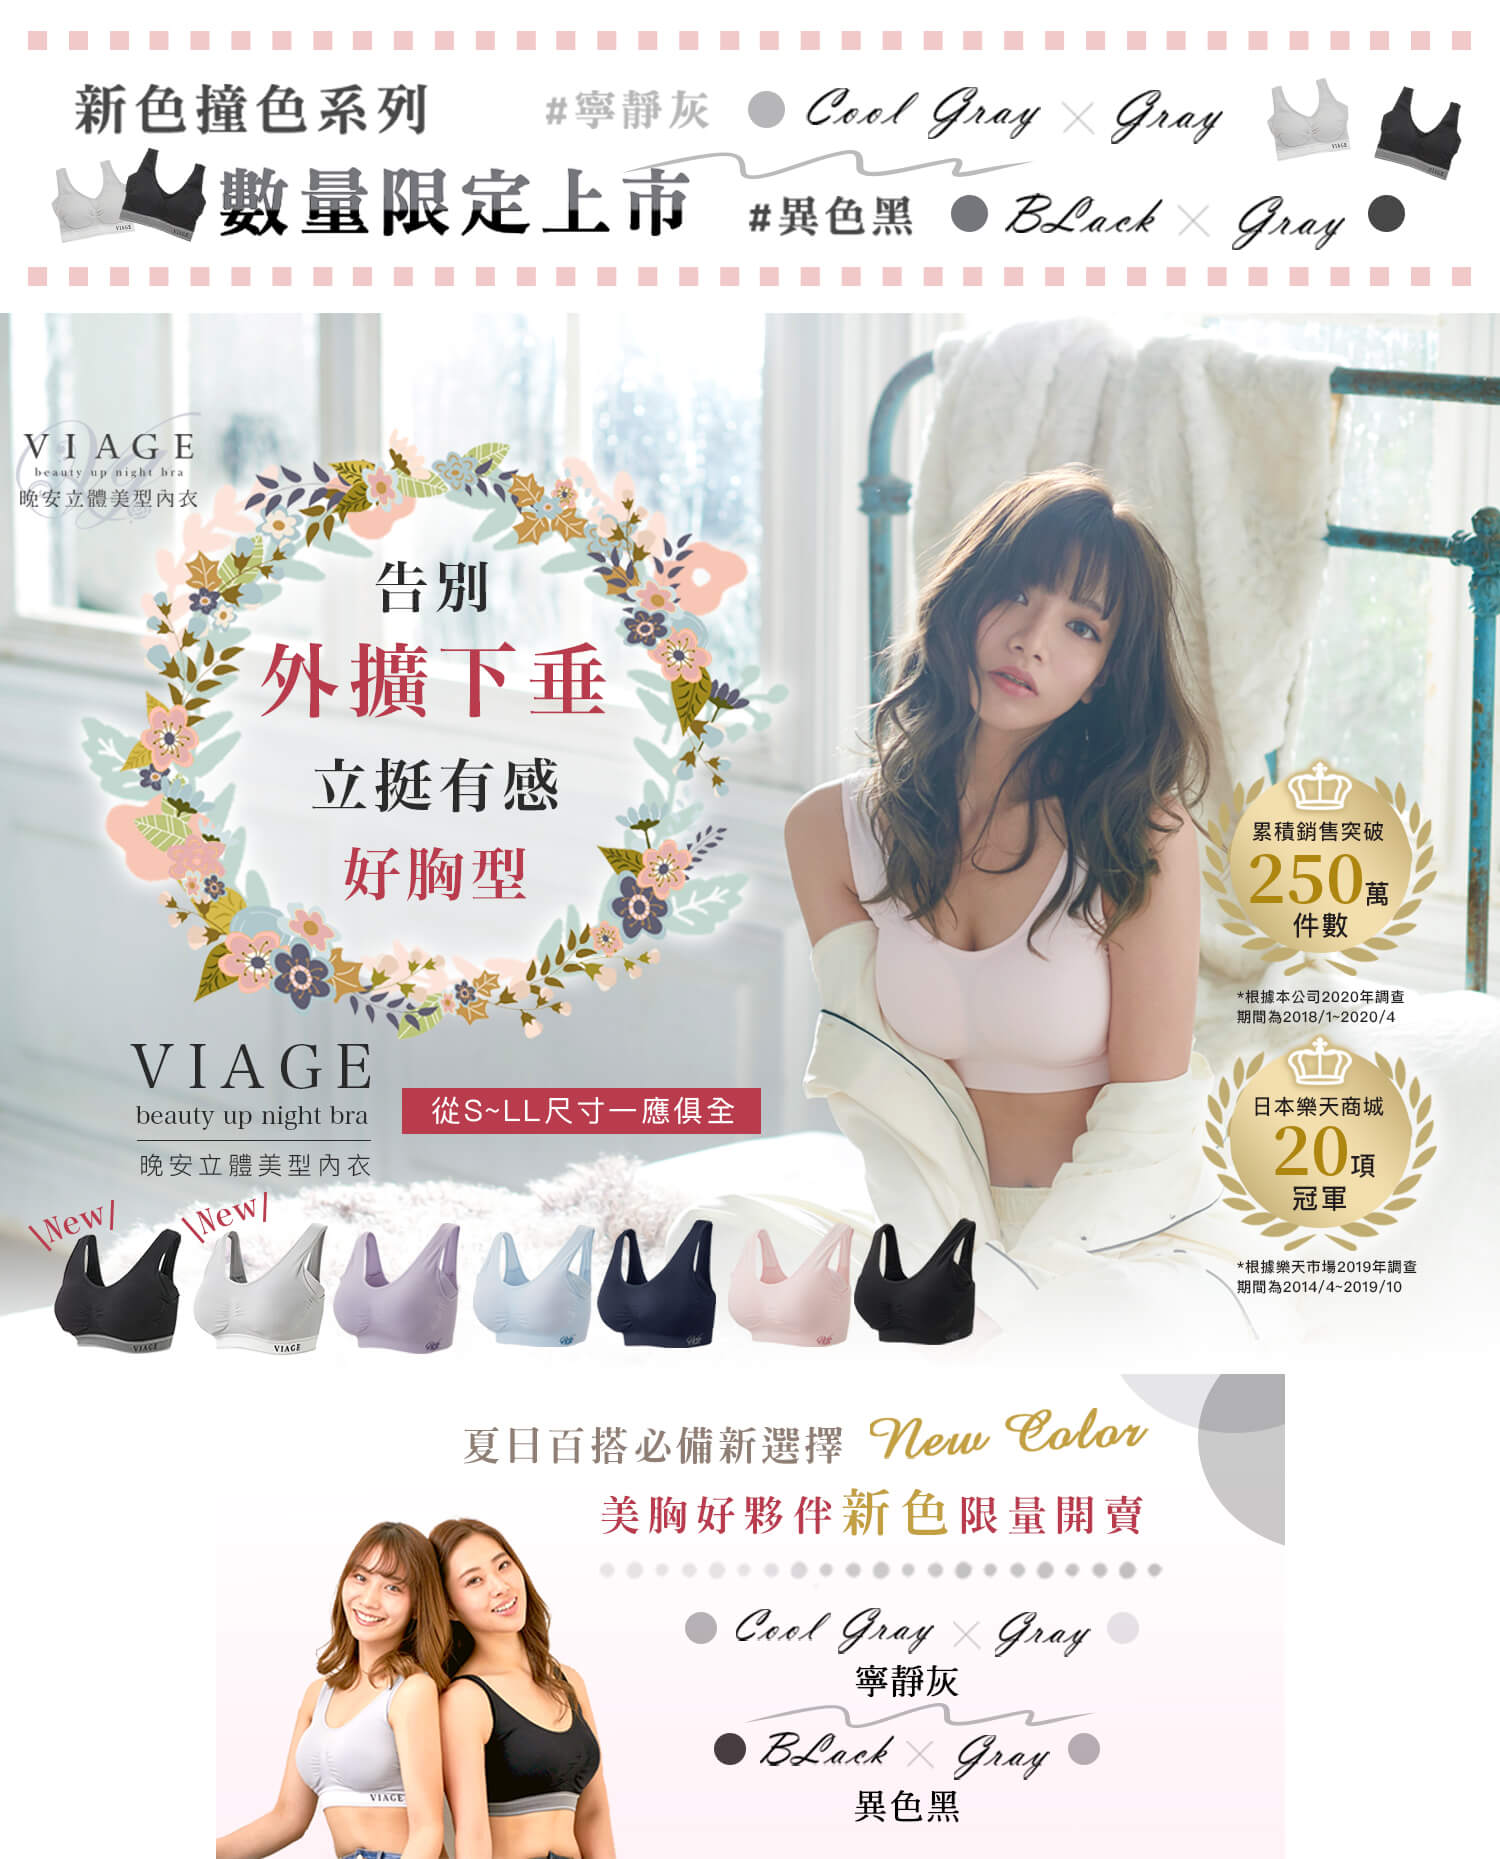 新色撞色系列
#寧靜灰 Cool Gray × Gray
VIAGE
VIAGE
數量限定上市
#異色黑 BLack × Gray
VIAGE
VIAGE
VIAGE
beauty up night bra
晚安立體美型內衣
告別
外擴下垂
立挺有感
好胸型
累積銷售突破
250萬
件數
*根據本公司2020年調查
期間為2018/1~2020/4
VIAGE
beauty up night bra
晚安立體美型內衣
從S~LL尺寸一應俱全
日本樂天商城
20項
冠軍
*根據樂天市場2019年調查
期間為2014/4~2019/10
\New/
\New/
VIAGE
VIAGE
夏日百搭必備新選擇 New Color
美胸好夥伴新色限量開賣
Cool Gray × Gray
寧靜灰
BLack × Gray
異色黑
VIAGE